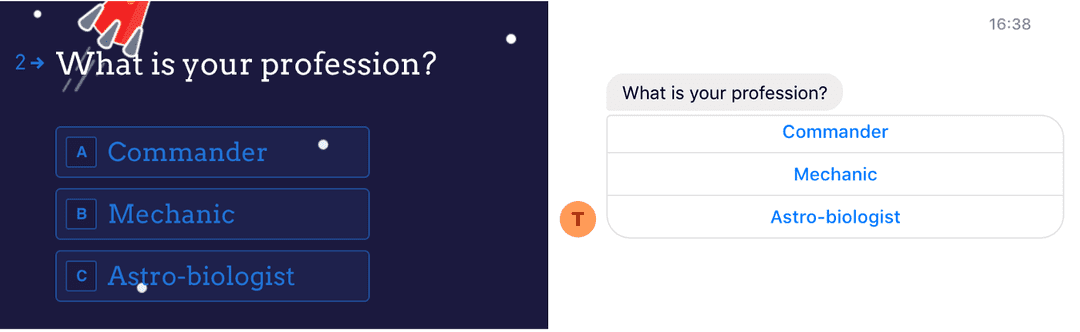 2→ What is your profession?
A Commander
B Mechanic
C Astro-biologist
16:38
What is your profession?
Commander
Mechanic
Astro-biologist
T